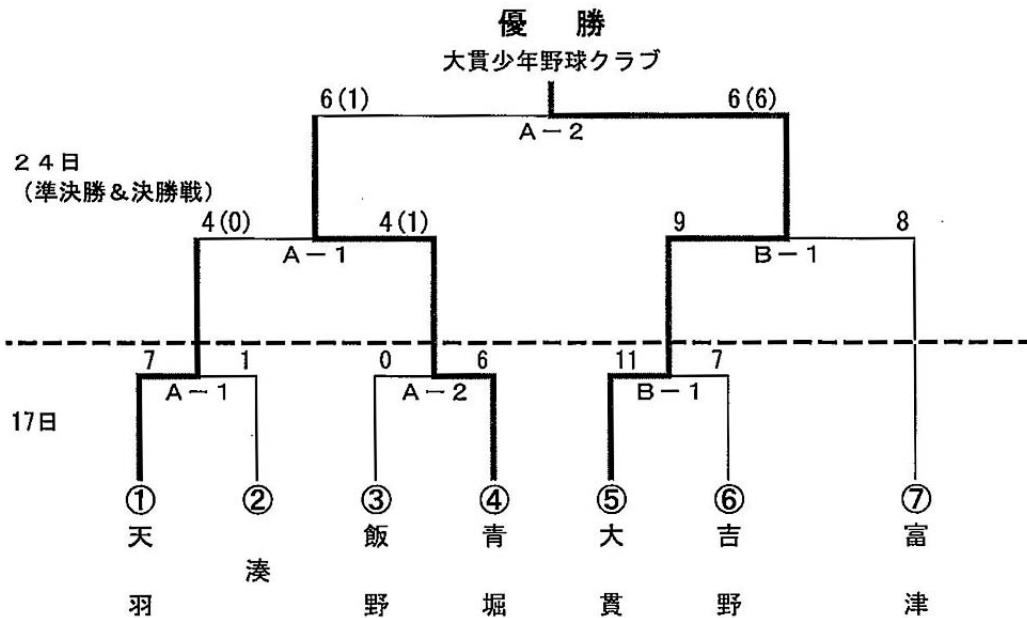 優　勝
大貫少年野球クラブ
6(1)
6(6)
A－2
24日
(準決勝＆決勝戦)
4(0)
4(1)
9
8
A－1
B－1
7
1
0
6
11
7
A－1
A－2
B－1
17日
①
②
③
④
⑤
⑥
⑦
天羽
湊
飯野
青堀
大貫
吉野
富津